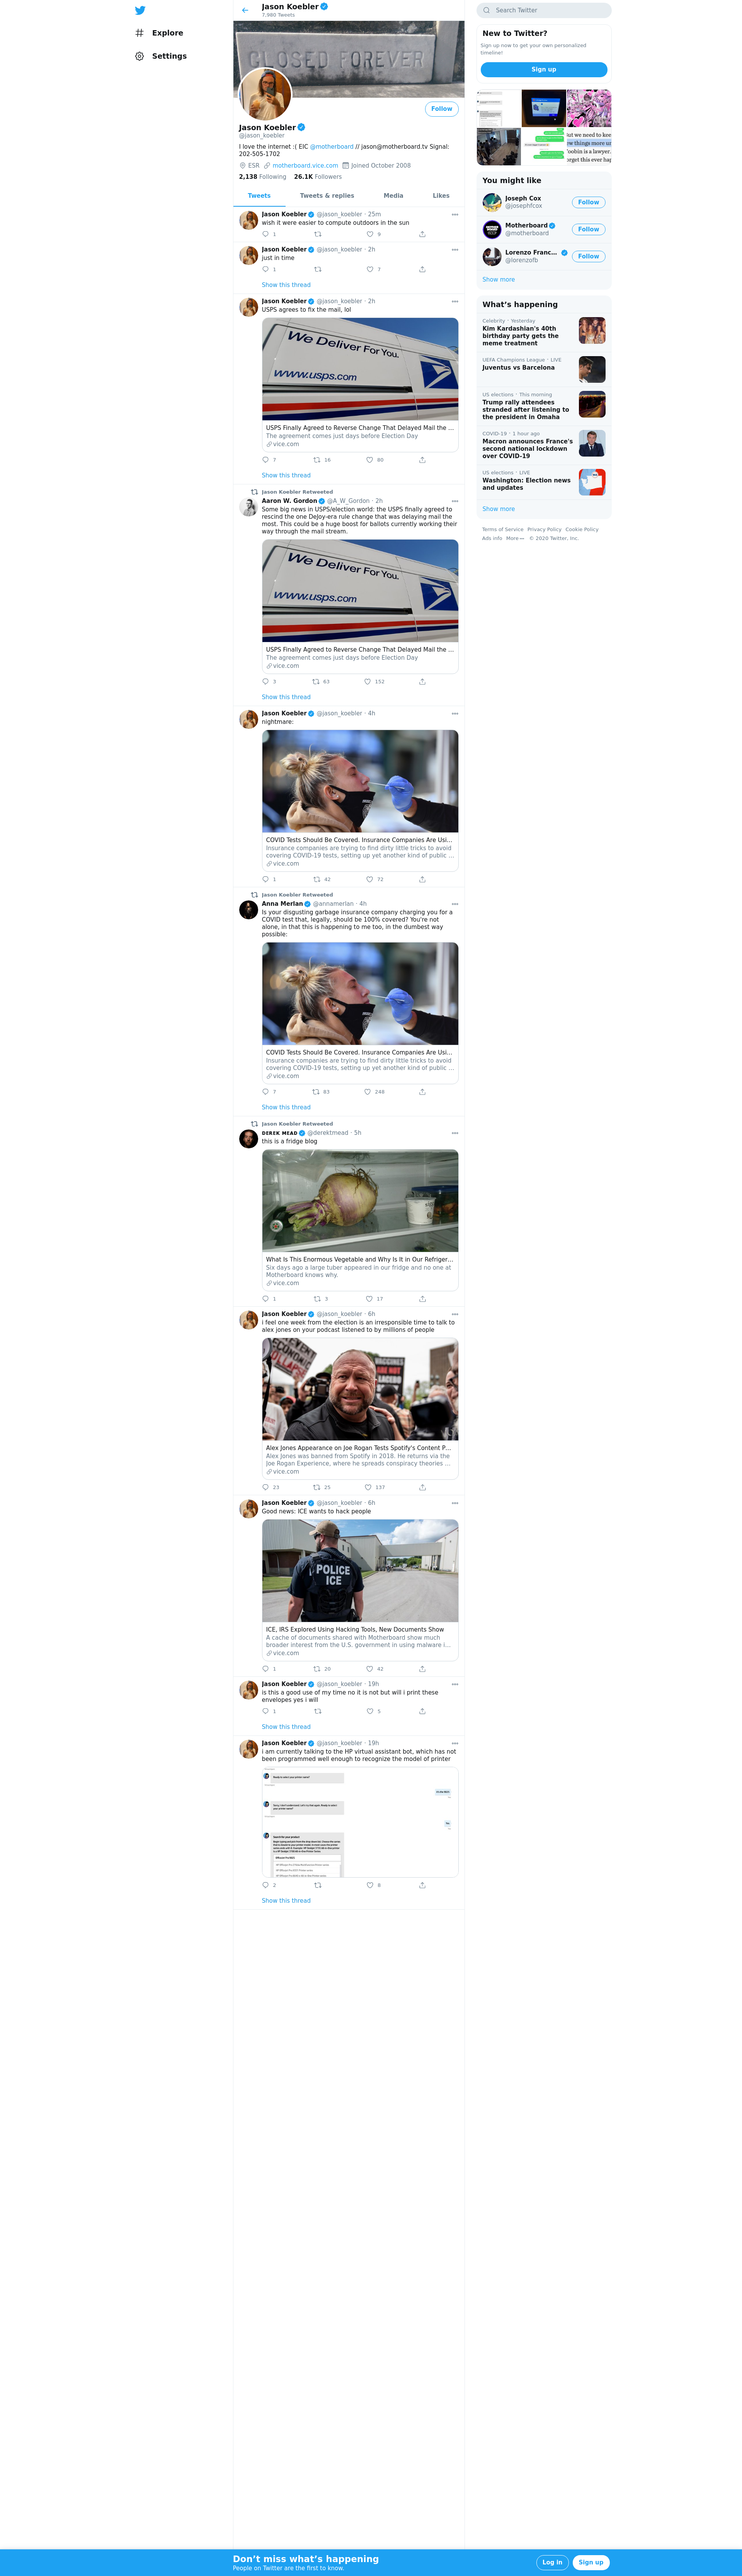 Explore
Settings
Jason Koebler
7,980 Tweets
CLOSED FOREVER
Follow
Jason Koebler
@jason_koebler
I love the internet :( EIC @motherboard // jason@motherboard.tv Signal:
202-505-1702
ESR motherboard.vice.com Joined October 2008
2,138 Following 26.1K Followers
Tweets Tweets & replies Media Likes
Jason Koebler @jason_koebler · 25m
wish it were easier to compute outdoors in the sun
1 9
Jason Koebler @jason_koebler · 2h
just in time
1 7
Show this thread
Jason Koebler @jason_koebler · 2h
USPS agrees to fix the mail, lol
We Deliver For You.
www.usps.com
USPS Finally Agreed to Reverse Change That Delayed Mail the ...
The agreement comes just days before Election Day
vice.com
7 16 80
Show this thread
Jason Koebler Retweeted
Aaron W. Gordon @A_W_Gordon · 2h
Some big news in USPS/election world: the USPS finally agreed to
rescind the one DeJoy-era rule change that was delaying mail the
most. This could be a huge boost for ballots currently working their
way through the mail stream.
We Deliver For You.
www.usps.com
USPS Finally Agreed to Reverse Change That Delayed Mail the ...
The agreement comes just days before Election Day
vice.com
3 63 152
Show this thread
Jason Koebler @jason_koebler · 4h
nightmare:
COVID Tests Should Be Covered. Insurance Companies Are Usi...
Insurance companies are trying to find dirty little tricks to avoid
covering COVID-19 tests, setting up yet another kind of public ...
vice.com
1 42 72
Jason Koebler Retweeted
Anna Merlan @annamerlan · 4h
Is your disgusting garbage insurance company charging you for a
COVID test that, legally, should be 100% covered? You're not
alone, in that this is happening to me too, in the dumbest way
possible:
COVID Tests Should Be Covered. Insurance Companies Are Usi...
Insurance companies are trying to find dirty little tricks to avoid
covering COVID-19 tests, setting up yet another kind of public ...
vice.com
7 83 248
Show this thread
Jason Koebler Retweeted
ᴅᴇʀᴇᴋ ᴍᴇᴀᴅ @derektmead · 5h
this is a fridge blog
What Is This Enormous Vegetable and Why Is It in Our Refriger...
Six days ago a large tuber appeared in our fridge and no one at
Motherboard knows why.
vice.com
1 3 17
Jason Koebler @jason_koebler · 6h
i feel one week from the election is an irresponsible time to talk to
alex jones on your podcast listened to by millions of people
Alex Jones Appearance on Joe Rogan Tests Spotify's Content P...
Alex Jones was banned from Spotify in 2018. He returns via the
Joe Rogan Experience, where he spreads conspiracy theories ...
vice.com
23 25 137
Jason Koebler @jason_koebler · 6h
Good news: ICE wants to hack people
POLICE
ICE
ICE, IRS Explored Using Hacking Tools, New Documents Show
A cache of documents shared with Motherboard show much
broader interest from the U.S. government in using malware i...
vice.com
1 20 42
Jason Koebler @jason_koebler · 19h
is this a good use of my time no it is not but will i print these
envelopes yes i will
1 5
Show this thread
Jason Koebler @jason_koebler · 19h
i am currently talking to the HP virtual assistant bot, which has not
been programmed well enough to recognize the model of printer
2 8
Show this thread
Search Twitter
New to Twitter?
Sign up now to get your own personalized
timeline!
Sign up
You might like
Joseph Cox
@josephfcox
Follow
Motherboard
@motherboard
Follow
Lorenzo Franc...
@lorenzofb
Follow
Show more
What's happening
Celebrity · Yesterday
Kim Kardashian's 40th
birthday party gets the
meme treatment
UEFA Champions League · LIVE
Juventus vs Barcelona
US elections · This morning
Trump rally attendees
stranded after listening to
the president in Omaha
COVID-19 · 1 hour ago
Macron announces France's
second national lockdown
over COVID-19
US elections · LIVE
Washington: Election news
and updates
Show more
Terms of Service Privacy Policy Cookie Policy
Ads info More © 2020 Twitter, Inc.
Don't miss what's happening
People on Twitter are the first to know.
Log in
Sign up